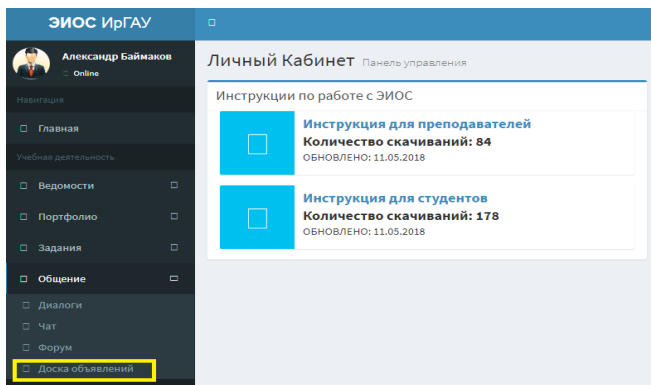 ЭИОС ИрГАУ
Александр Баймаков
Online
Навигация
Главная
Учебная деятельность
Ведомости
Портфолио
Задания
Общение
Диалоги
Чат
Форум
Доска объявлений
Личный Кабинет Панель управления
Инструкции по работе с ЭИОС
Инструкция для преподавателей
Количество скачиваний: 84
ОБНОВЛЕНО: 11.05.2018
Инструкция для студентов
Количество скачиваний: 178
ОБНОВЛЕНО: 11.05.2018